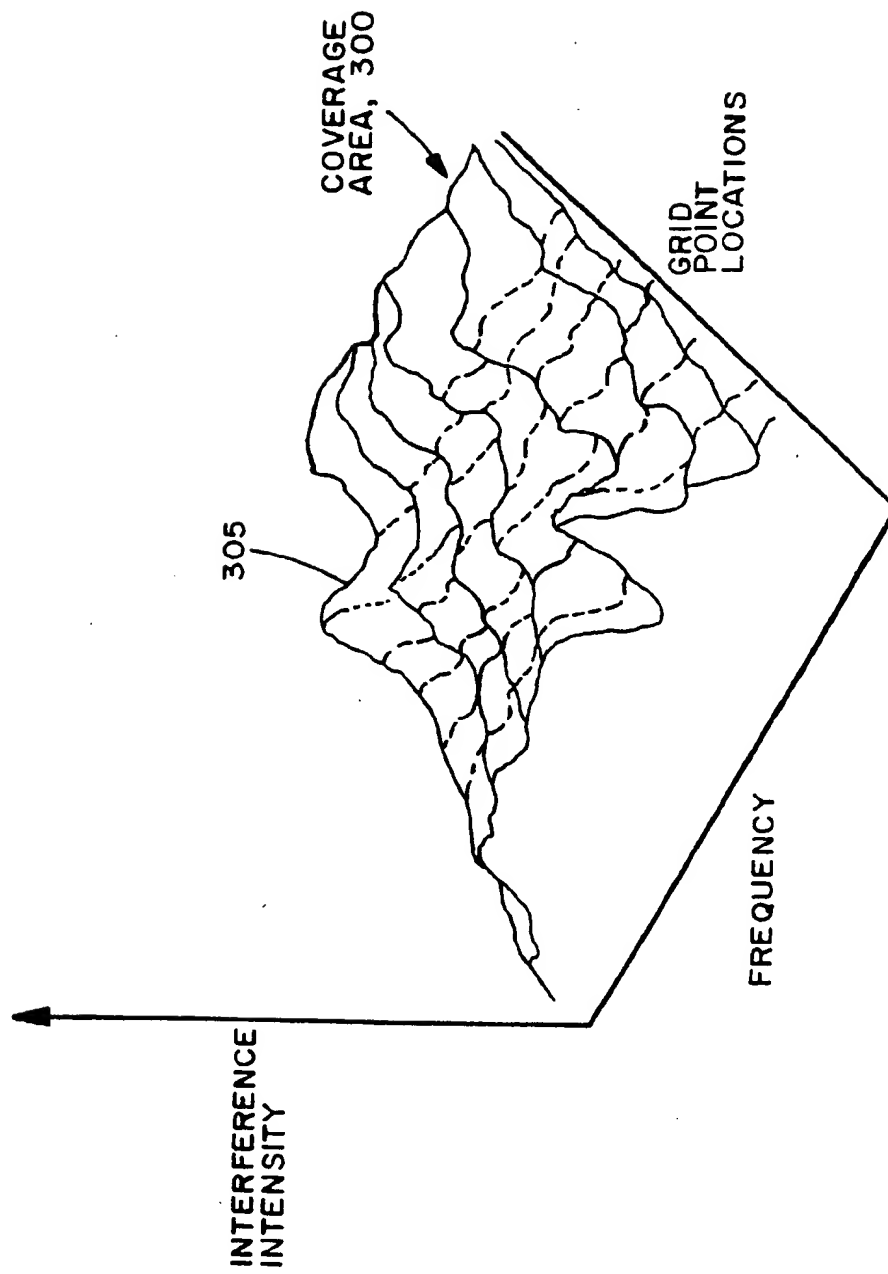 INTERFERENCE
INTENSITY
305
COVERAGE
AREA, 300
FREQUENCY
GRID
POINT
LOCATIONS